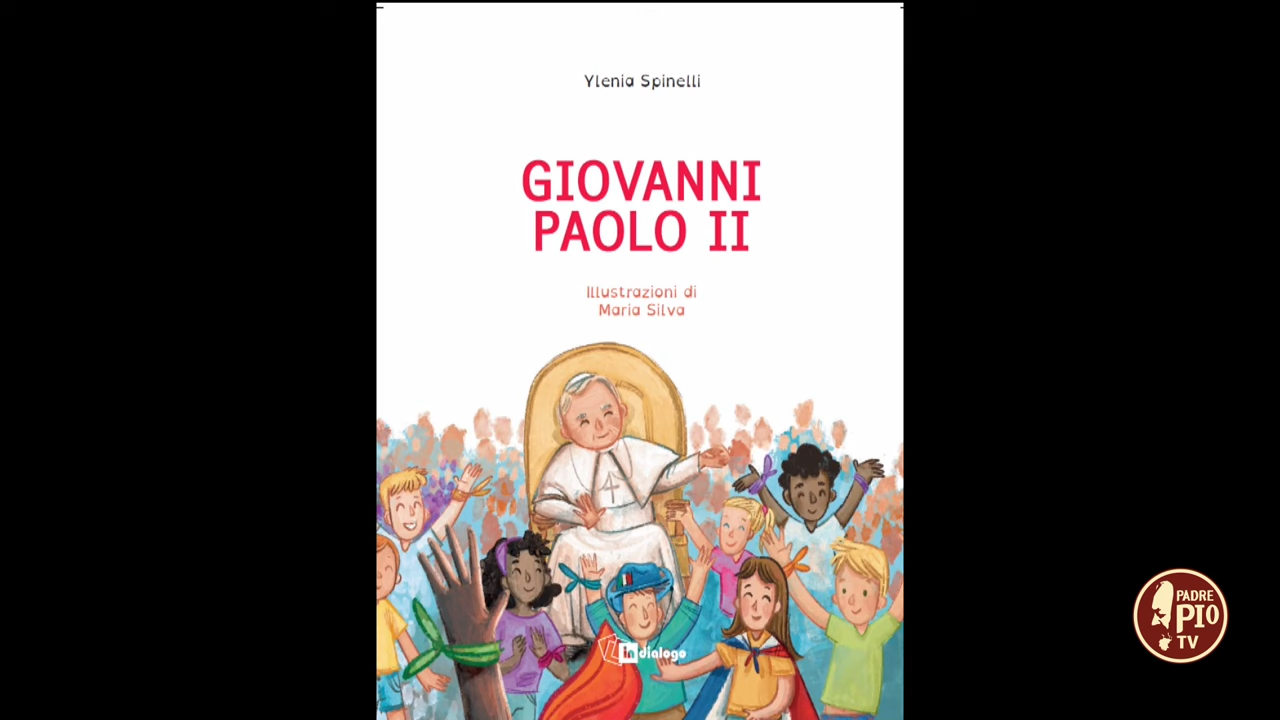 Ylenia Spinelli
GIOVANNI
PAOLO II
Illustrazioni di
Maria Silva
in dialogo
PADRE
PIO
TV